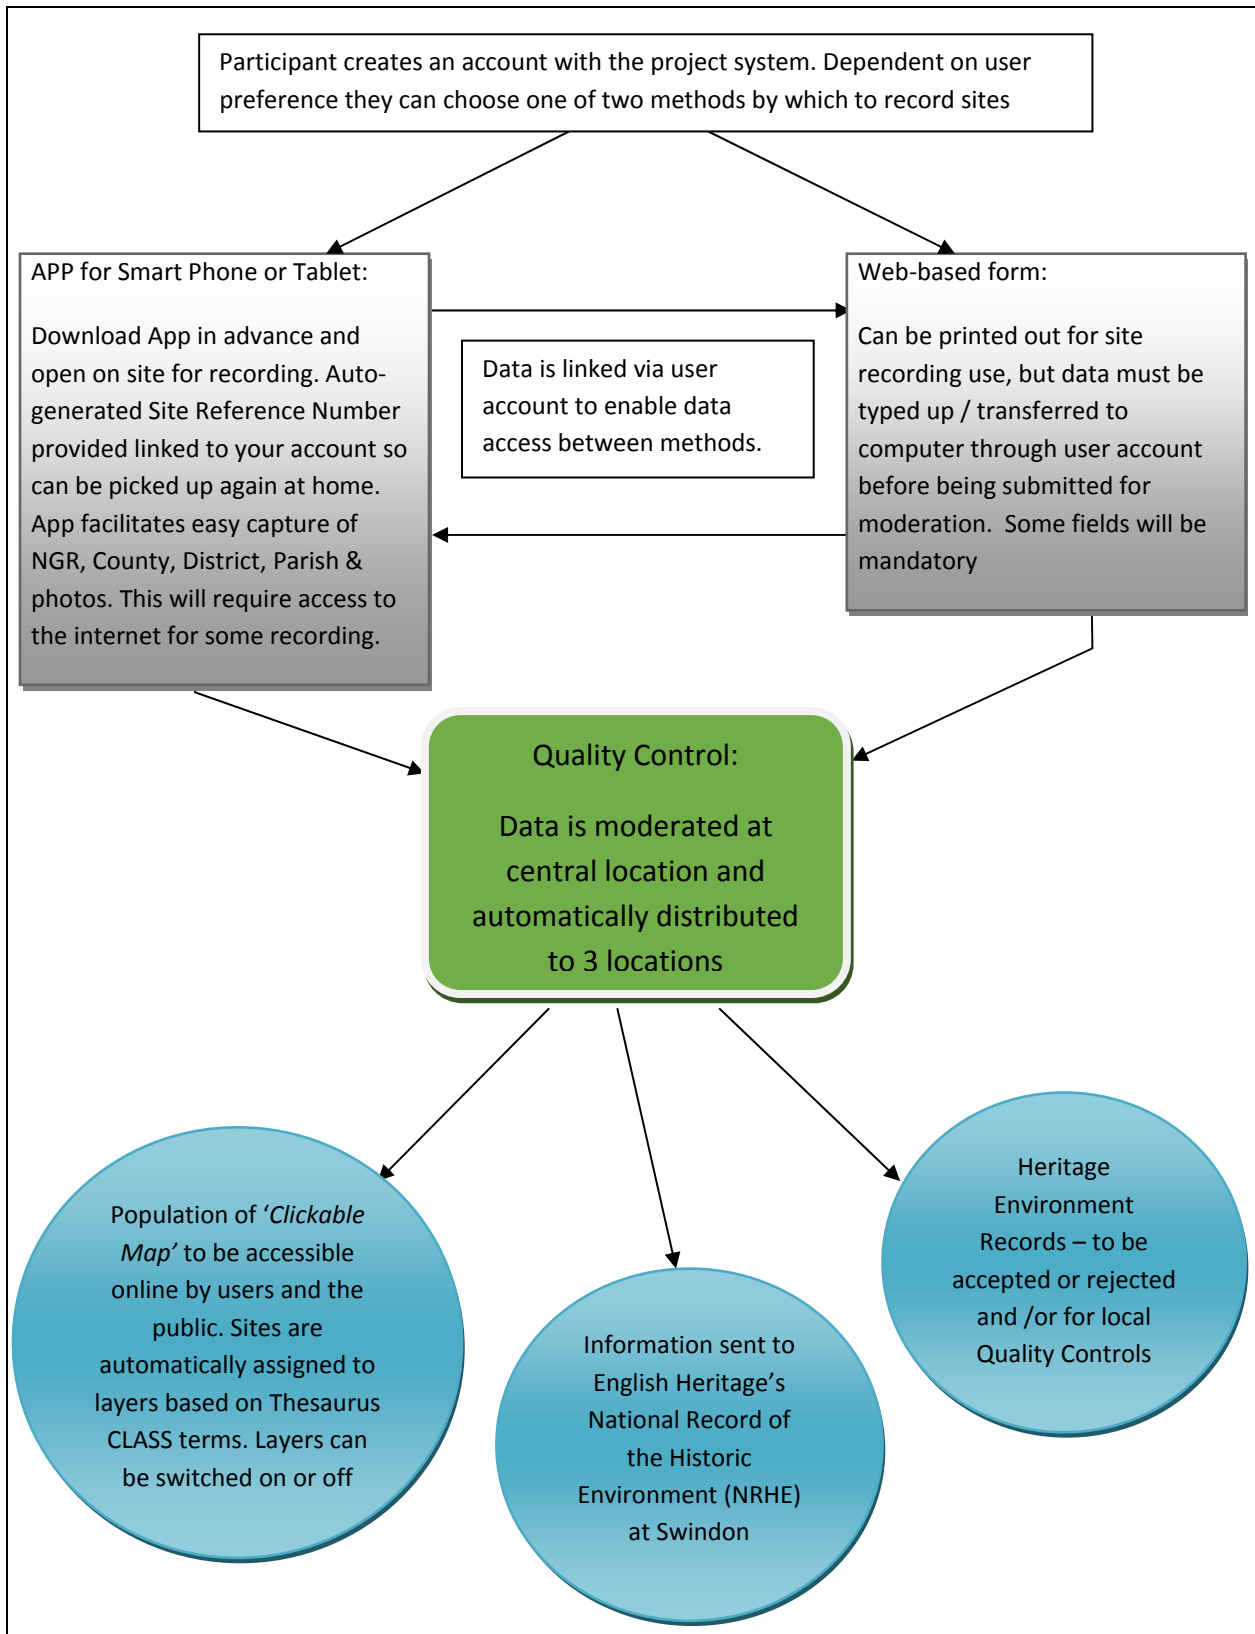 Participant creates an account with the project system. Dependent on user
preference they can choose one of two methods by which to record sites
APP for Smart Phone or Tablet:
Download App in advance and
open on site for recording. Auto-
generated Site Reference Number
provided linked to your account so
can be picked up again at home.
App facilitates easy capture of
NGR, County, District, Parish &
photos. This will require access to
the internet for some recording.
Data is linked via user
account to enable data
access between methods.
Web-based form:
Can be printed out for site
recording use, but data must be
typed up / transferred to
computer through user account
before being submitted for
moderation.  Some fields will be
mandatory
Quality Control:
Data is moderated at
central location and
automatically distributed
to 3 locations
Population of ‘Clickable
Map’ to be accessible
online by users and the
public. Sites are
automatically assigned to
layers based on Thesaurus
CLASS terms. Layers can
be switched on or off
Information sent to
English Heritage’s
National Record of
the Historic
Environment (NRHE)
at Swindon
Heritage
Environment
Records – to be
accepted or rejected
and /or for local
Quality Controls